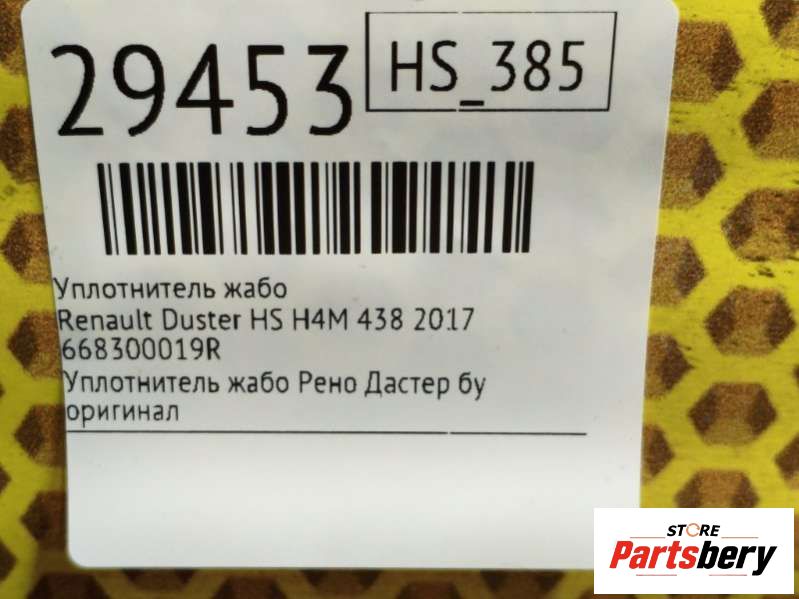 29453
HS_385
Уплотнитель жабо
Renault Duster HS H4M 438 2017
668300019R
Уплотнитель жабо Рено Дастер бу
оригинал
STORE
Partsbery